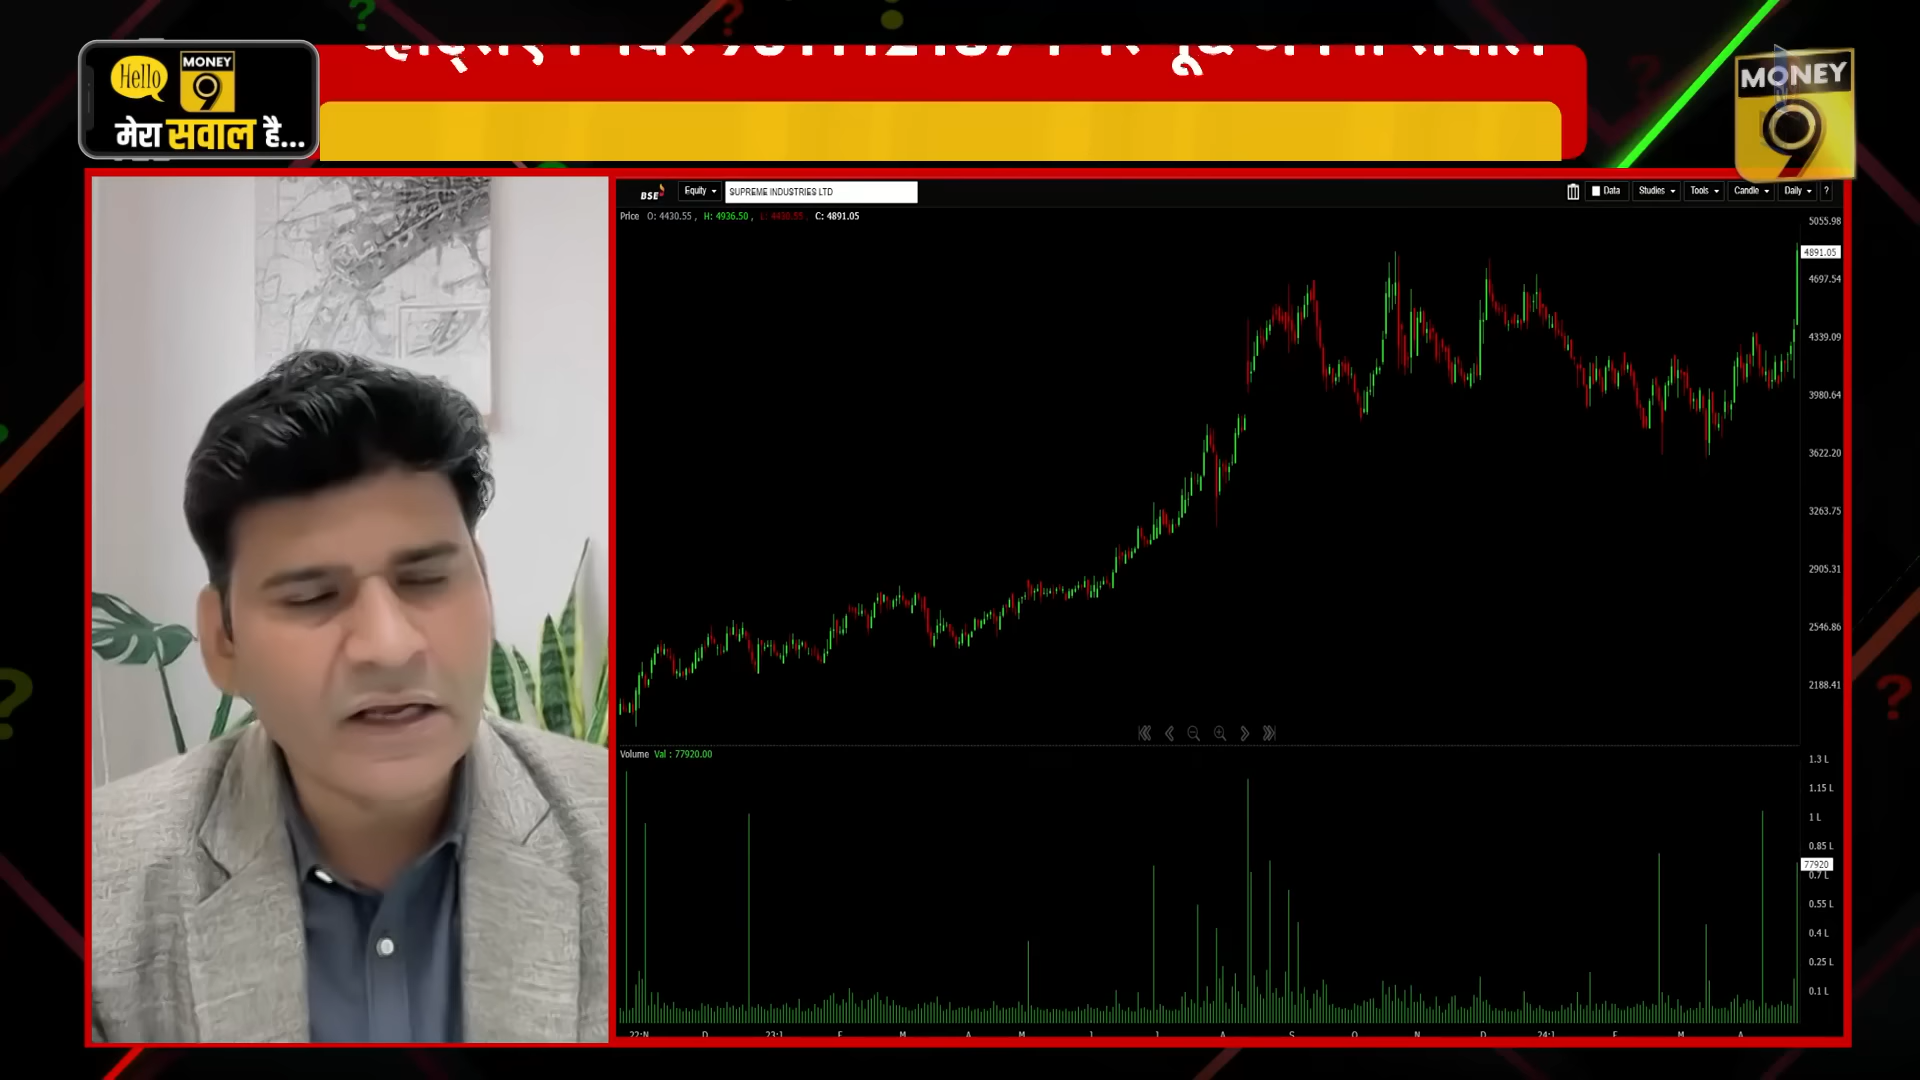 Hello
MONEY
9
मेरा सवाल है...
MONEY
9
BSE
Equity
SUPREME INDUSTRIES LTD
Data
Studies
Tools
Candle
Daily
?
Price O: 4430.55 , H: 4936.50 , L: 4430.55 , C: 4891.05
5055.98
4891.05
4697.54
4339.09
3980.64
3622.20
3263.75
2905.31
2546.86
2188.41
Volume Val : 77920.00
1.3 L
1.15 L
1 L
0.85 L
77920
0.7 L
0.55 L
0.4 L
0.25 L
0.1 L